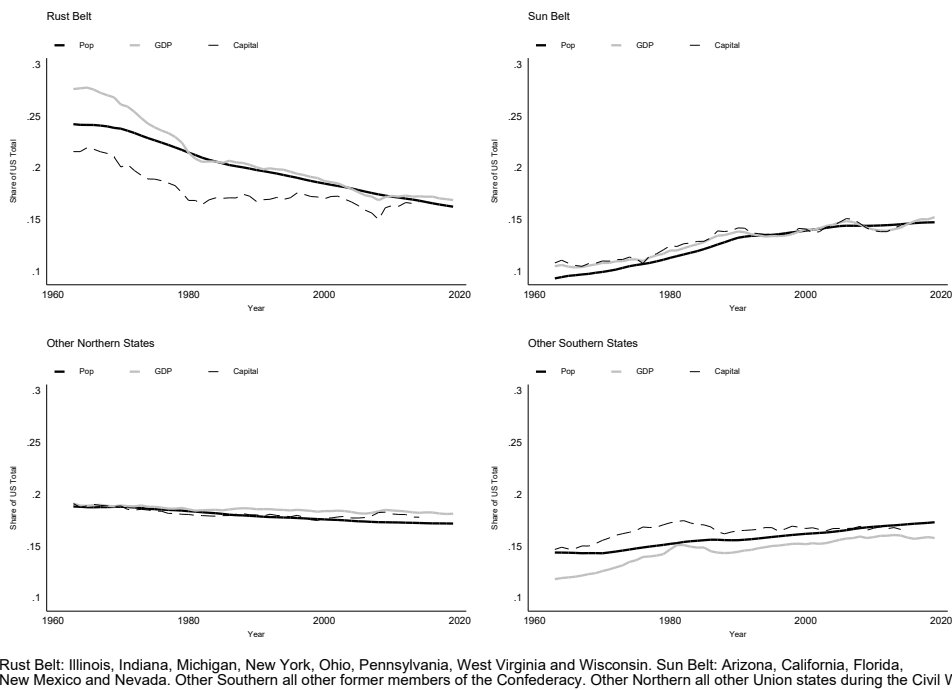 Rust Belt
Pop GDP Capital
.3
.25
.2
.15
.1
Share of US Total
1960 1980 2000 2020
Year
Sun Belt
Pop GDP Capital
.3
.25
.2
.15
.1
Share of US Total
1960 1980 2000 2020
Year
Other Northern States
Pop GDP Capital
.3
.25
.2
.15
.1
Share of US Total
1960 1980 2000 2020
Year
Other Southern States
Pop GDP Capital
.3
.25
.2
.15
.1
Share of US Total
1960 1980 2000 2020
Year
Rust Belt: Illinois, Indiana, Michigan, New York, Ohio, Pennsylvania, West Virginia and Wisconsin. Sun Belt: Arizona, California, Florida,
New Mexico and Nevada. Other Southern all other former members of the Confederacy. Other Northern all other Union states during the Civil